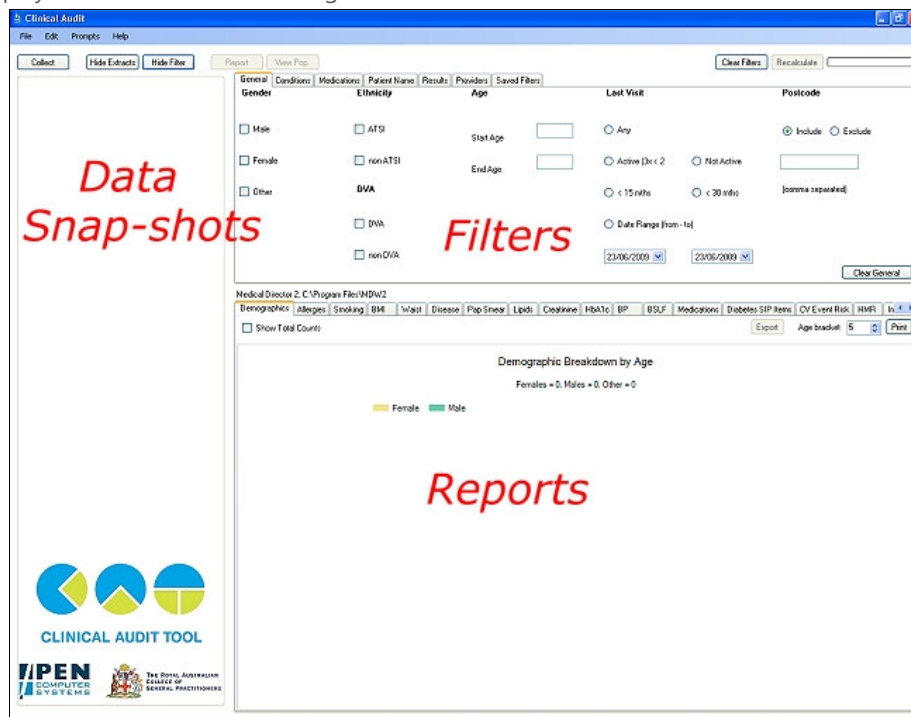 Clinical Audit
File Edit Prompts Help
Collect Hide Extracts Hide Filter Report View Pop Clear Filters Recalculate
General Conditions Medications Patient Name Results Providers Saved Filters
Gender Ethnicity Age Last Visit Postcode
Male ATSI Start Age Any Include Exclude
Female non ATSI End Age Active (3x < 2 Not Active
Other DVA < 15 mths < 30 mths (comma separated)
DVA Date Range (from - to)
non DVA 23/06/2009 23/06/2009
Clear General
Data
Snap-shots
Filters
Medical Director 2, C:\Program Files\MDW2
Demographics Allergies Smoking BMI Waist Disease Pap Smear Lipids Creatinine HbA1c BP BSLF Medications Diabetes SIP Items CV Event Risk HMR In
Show Total Counts Export Age bracket 5 Print
Demographic Breakdown by Age
Females = 0, Males = 0, Other = 0
Female Male
Reports
CLINICAL AUDIT TOOL
PEN
COMPUTER
SYSTEMS
THE ROYAL AUSTRALIAN
COLLEGE OF
GENERAL PRACTITIONERS